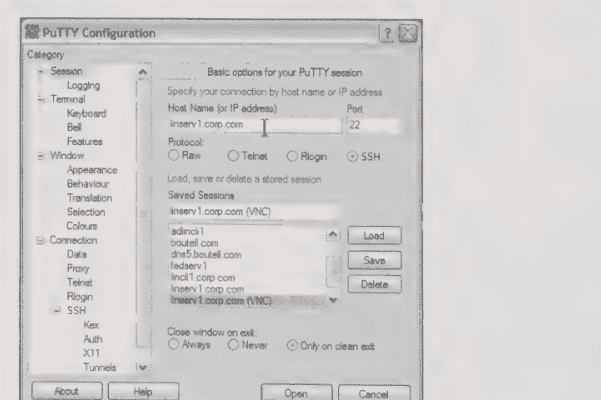 PuTTY Configuration
Category
Session
Logging
Terminal
Keyboard
Bell
Features
Window
Appearance
Behaviour
Translation
Selection
Colours
Connection
Data
Proxy
Telnet
Rlogin
SSH
Kex
Auth
X11
Tunnels
Basic options for your PuTTY session
Specify your connection by host name or IP address
Host Name (or IP address) Port
linserv1.corp.com 22
Protocol:
Raw Telnet Rlogin SSH
Load, save or delete a stored session
Saved Sessions
linserv1.corp.com (VNC)
adlincli1
boutell.com
dns5.boutell.com
fedserv1
lincli1.corp.com
linserv1.corp.com
linserv1.corp.com (VNC)
Load
Save
Delete
Close window on exit:
Always Never Only on clean exit
About Help Open Cancel